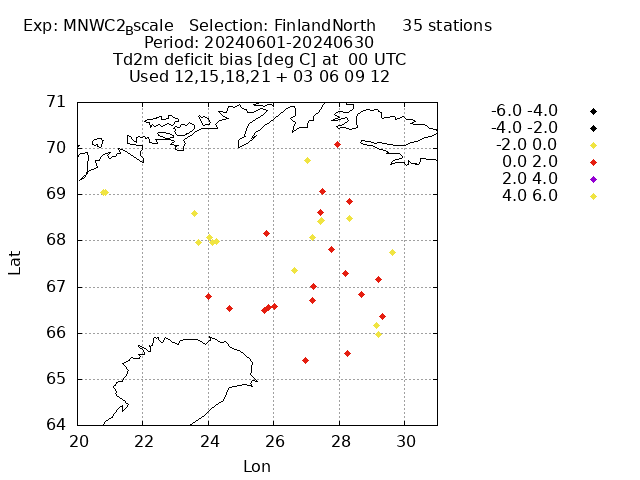 Exp: MNWC2_Bscale   Selection: FinlandNorth     35 stations
Period: 20240601-20240630
Td2m deficit bias [deg C] at  00 UTC
Used 12,15,18,21 + 03 06 09 12
-6.0 -4.0
-4.0 -2.0
-2.0 0.0
0.0 2.0
2.0 4.0
4.0 6.0
71
70
69
68
67
66
65
64
Lat
20 22 24 26 28 30
Lon